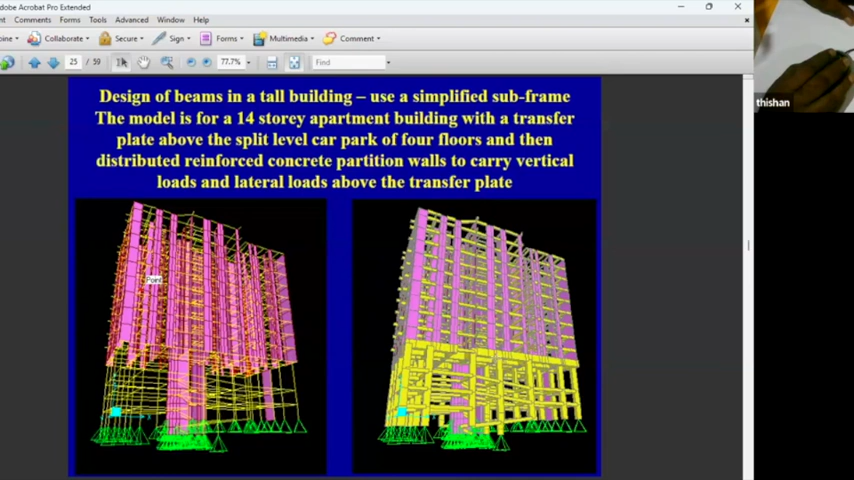 dobe Acrobat Pro Extended
nt Comments Forms Tools Advanced Window Help
bine Collaborate Secure Sign Forms Multimedia Comment
25 / 59 77.7% Find
thishan
Design of beams in a tall building – use a simplified sub-frame
The model is for a 14 storey apartment building with a transfer
plate above the split level car park of four floors and then
distributed reinforced concrete partition walls to carry vertical
loads and lateral loads above the transfer plate
Point